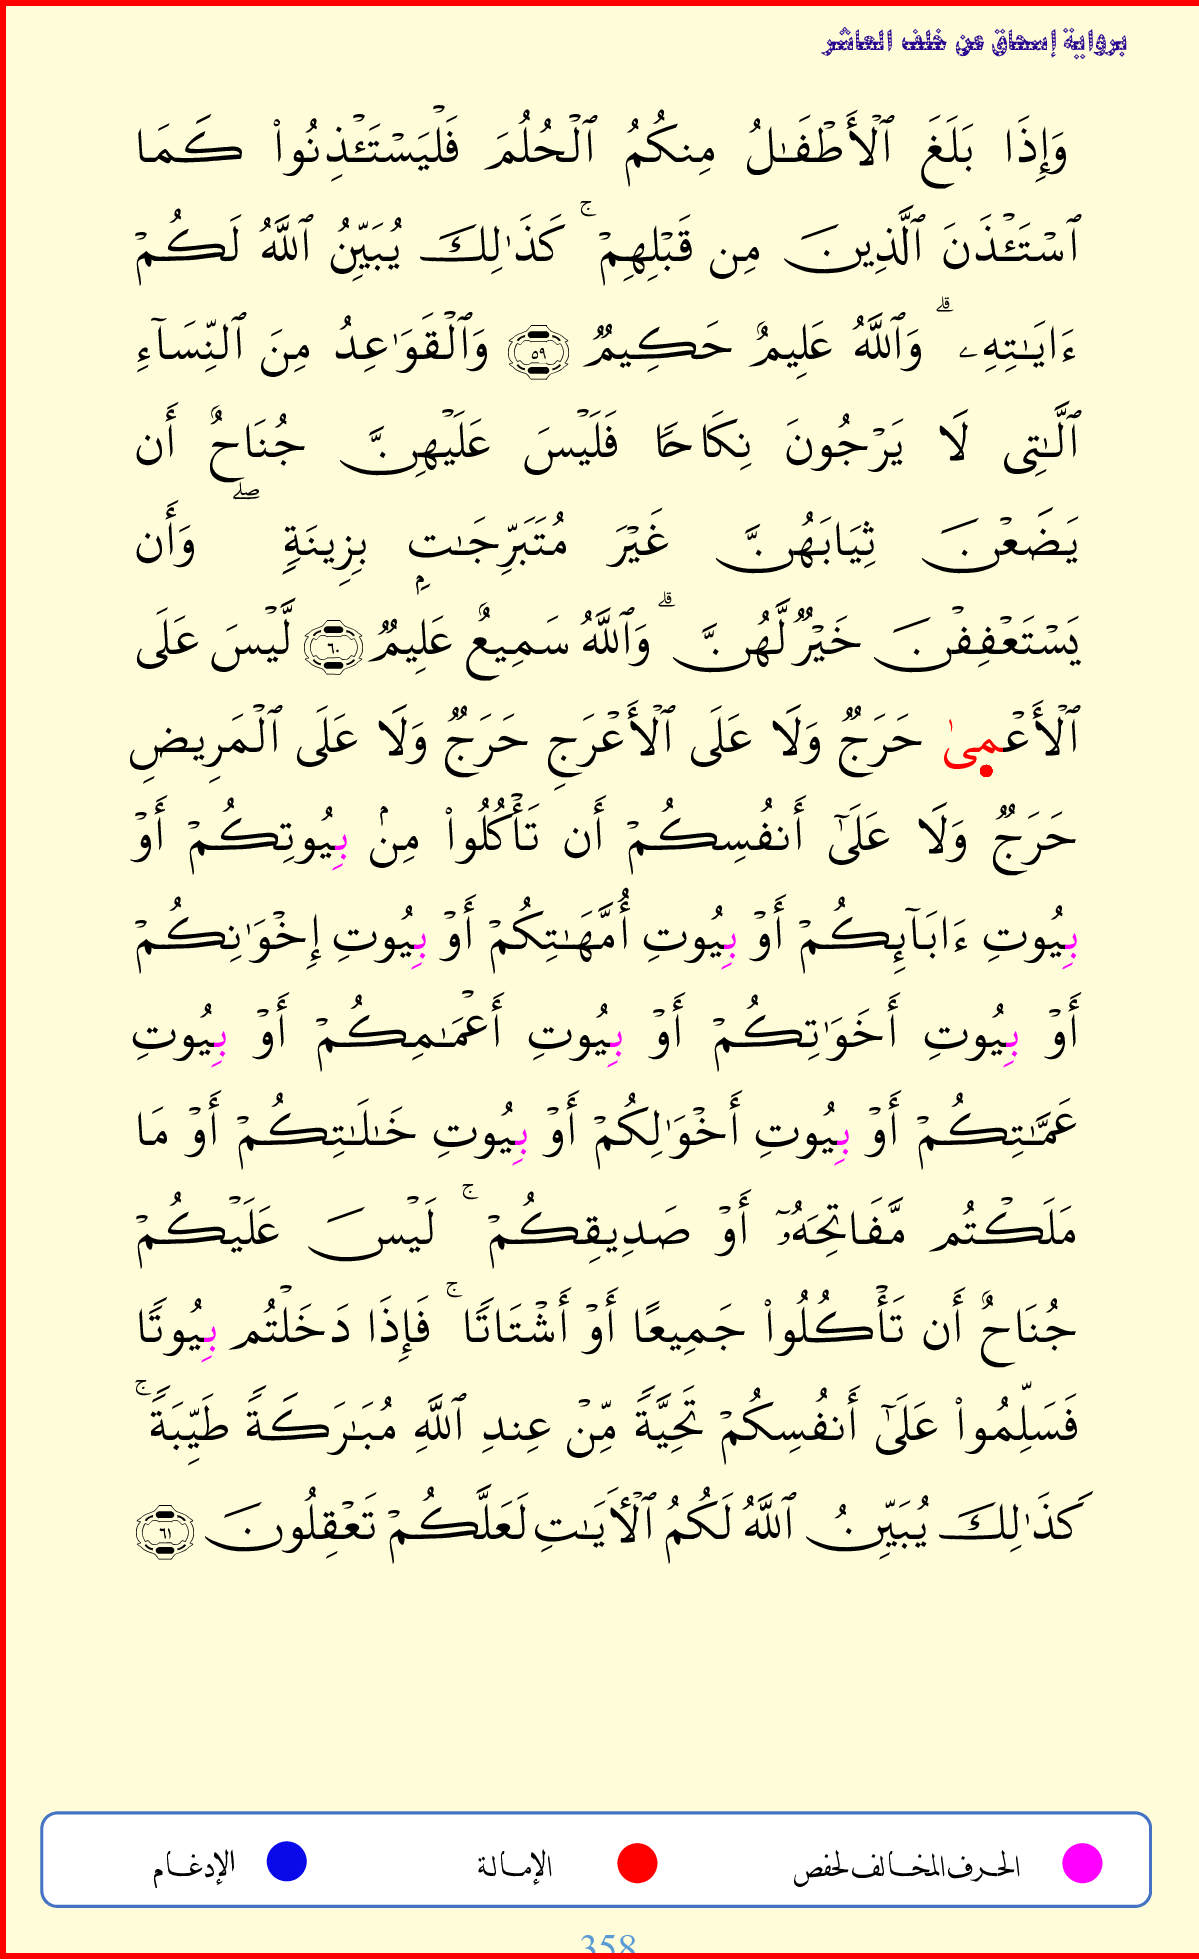 برواية إسحاق عن خلف العاشر
وَإِذَا بَلَغَ ٱلْأَطْفَـٰلُ مِنكُمُ ٱلْحُلُمَ فَلْيَسْتَـْٔذِنُوا۟ كَمَا
ٱسْتَـْٔذَنَ ٱلَّذِينَ مِن قَبْلِهِمْ ۚ كَذَٰلِكَ يُبَيِّنُ ٱللَّهُ لَكُمْ
ءَايَـٰتِهِۦ ۗ وَٱللَّهُ عَلِيمٌ حَكِيمٌ ٥٩ وَٱلْقَوَٰعِدُ مِنَ ٱلنِّسَآءِ
ٱلَّـٰتِى لَا يَرْجُونَ نِكَاحًا فَلَيْسَ عَلَيْهِنَّ جُنَاحٌ أَن
يَضَعْنَ ثِيَابَهُنَّ غَيْرَ مُتَبَرِّجَـٰتٍۭ بِزِينَةٍ ۖ وَأَن
يَسْتَعْفِفْنَ خَيْرٌ لَّهُنَّ ۗ وَٱللَّهُ سَمِيعٌ عَلِيمٌ ٦٠ لَّيْسَ عَلَى
ٱلْأَعْمِىٰ حَرَجٌ وَلَا عَلَى ٱلْأَعْرَجِ حَرَجٌ وَلَا عَلَى ٱلْمَرِيضِ
حَرَجٌ وَلَا عَلَىٰٓ أَنفُسِكُمْ أَن تَأْكُلُوا۟ مِنۢ بِيُوتِكُمْ أَوْ
بِيُوتِ ءَابَآئِكُمْ أَوْ بِيُوتِ أُمَّهَـٰتِكُمْ أَوْ بِيُوتِ إِخْوَٰنِكُمْ
أَوْ بِيُوتِ أَخَوَٰتِكُمْ أَوْ بِيُوتِ أَعْمَـٰمِكُمْ أَوْ بِيُوتِ
عَمَّـٰتِكُمْ أَوْ بِيُوتِ أَخْوَٰلِكُمْ أَوْ بِيُوتِ خَـٰلَـٰتِكُمْ أَوْ مَا
مَلَكْتُم مَّفَاتِحَهُۥٓ أَوْ صَدِيقِكُمْ ۚ لَيْسَ عَلَيْكُمْ
جُنَاحٌ أَن تَأْكُلُوا۟ جَمِيعًا أَوْ أَشْتَاتًا ۚ فَإِذَا دَخَلْتُم بِيُوتًا
فَسَلِّمُوا۟ عَلَىٰٓ أَنفُسِكُمْ تَحِيَّةً مِّنْ عِندِ ٱللَّهِ مُبَـٰرَكَةً طَيِّبَةً ۚ
كَذَٰلِكَ يُبَيِّنُ ٱللَّهُ لَكُمُ ٱلْـَٔايَـٰتِ لَعَلَّكُمْ تَعْقِلُونَ ٦١
الحرف المخالف لحفص الإمالة الإدغام
358